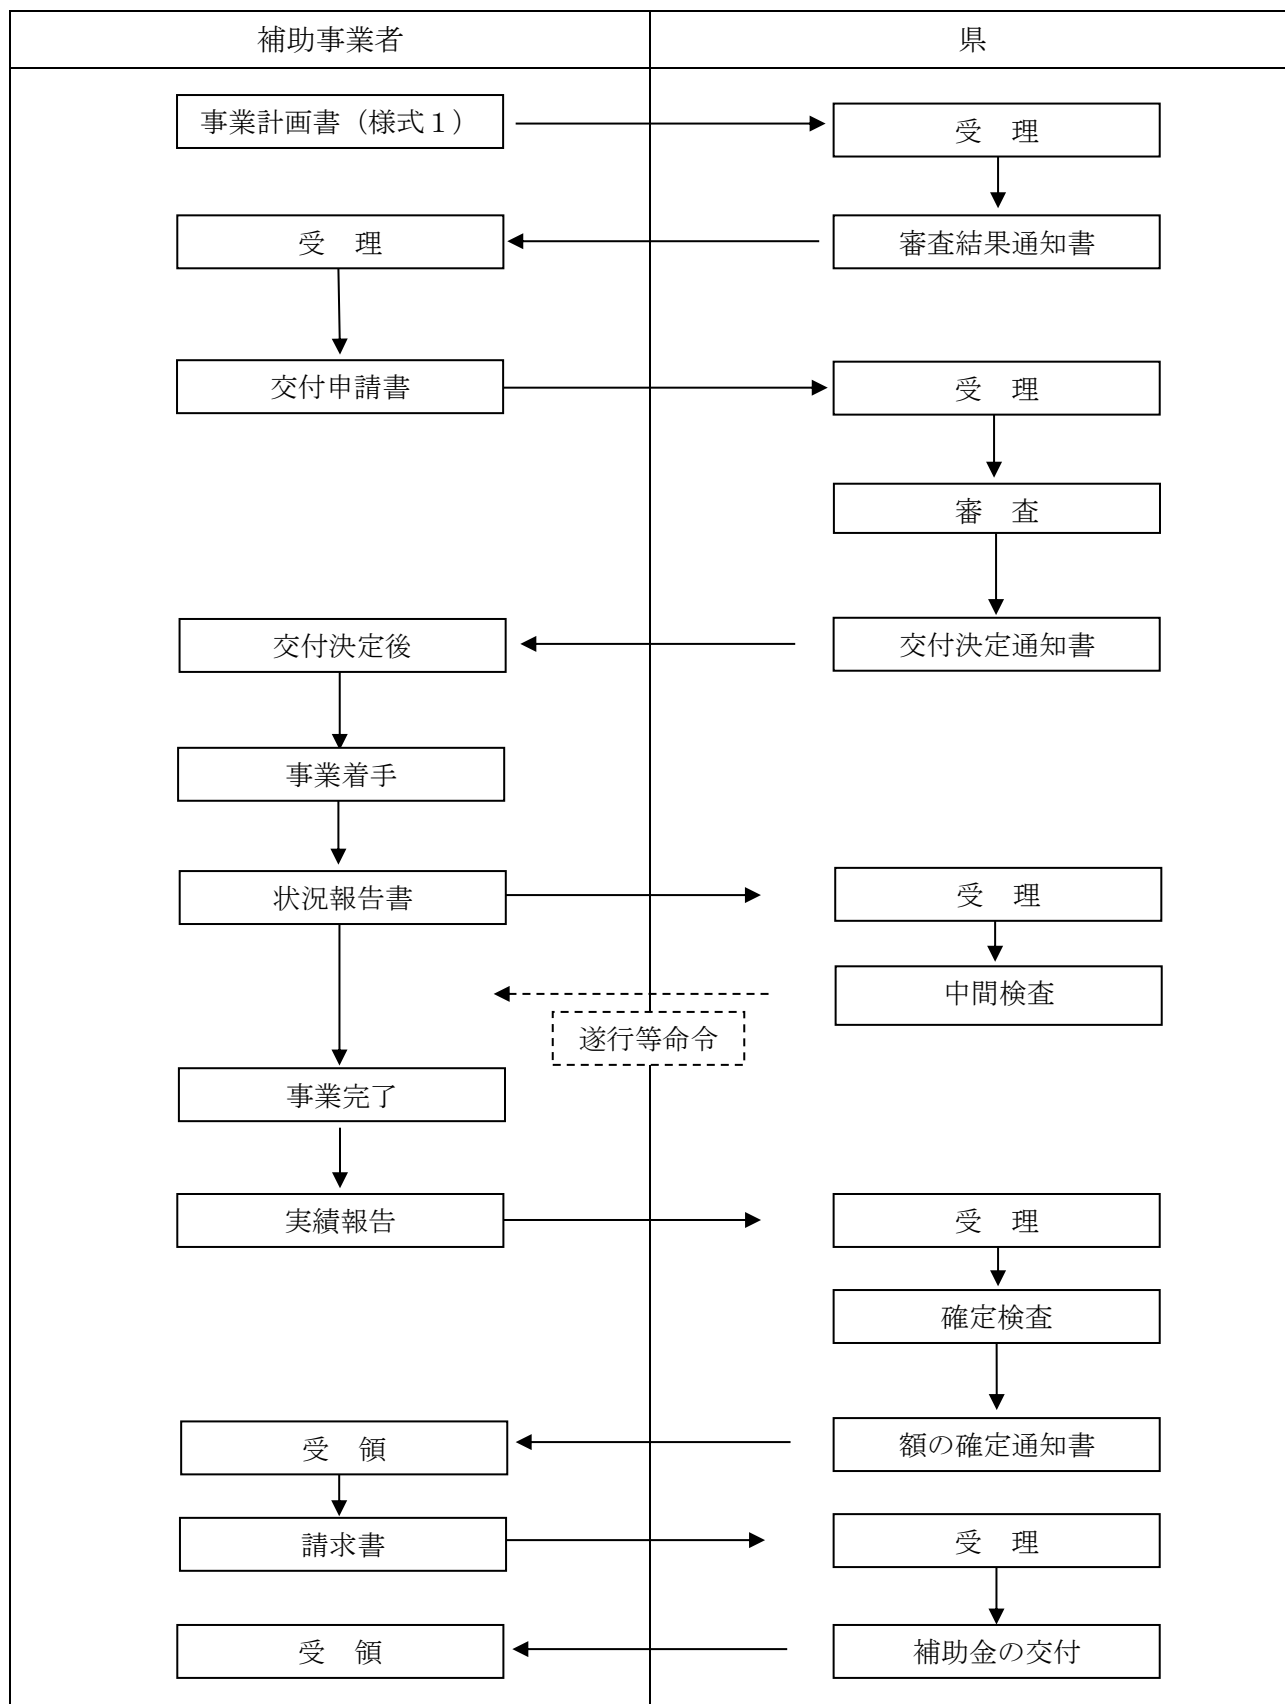 補助事業者
県
事業計画書（様式１）
受　理
受　理
審査結果通知書
交付申請書
受　理
審　査
交付決定後
交付決定通知書
事業着手
状況報告書
受　理
中間検査
遂行等命令
事業完了
実績報告
受　理
確定検査
受　領
額の確定通知書
請求書
受　理
受　領
補助金の交付